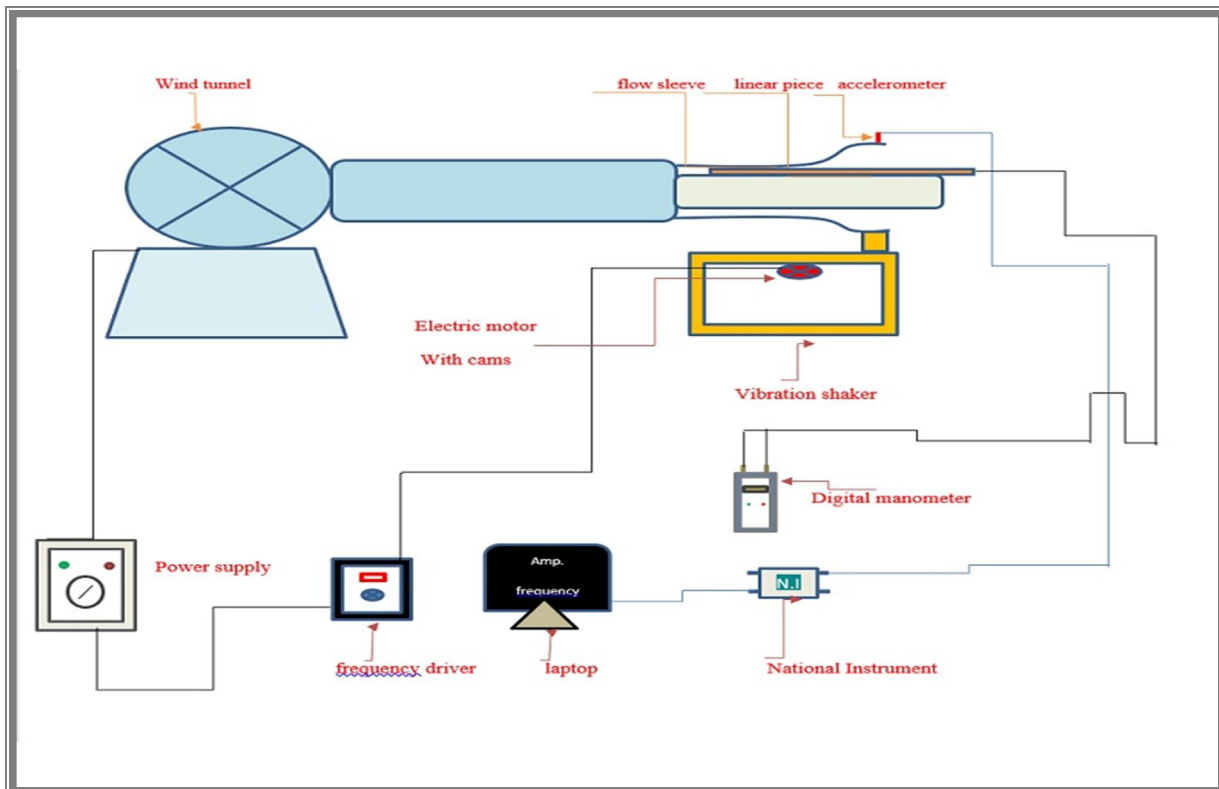 Wind tunnel
flow sleeve
linear piece
accelerometer
Electric motor
With cams
Vibration shaker
Digital manometer
Power supply
Amp.
frequency
N.I
frequency driver
laptop
National Instrument